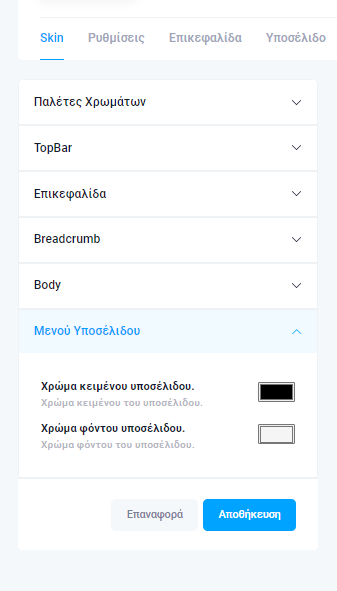 Skin Ρυθμίσεις Επικεφαλίδα Υποσέλιδο
Παλέτες Χρωμάτων
TopBar
Επικεφαλίδα
Breadcrumb
Body
Μενού Υποσέλιδου
Χρώμα κειμένου υποσέλιδου.
Χρώμα κειμένου του υποσέλιδου.
Χρώμα φόντου υποσέλιδου.
Χρώμα φόντου του υποσέλιδου.
Επαναφορά Αποθήκευση